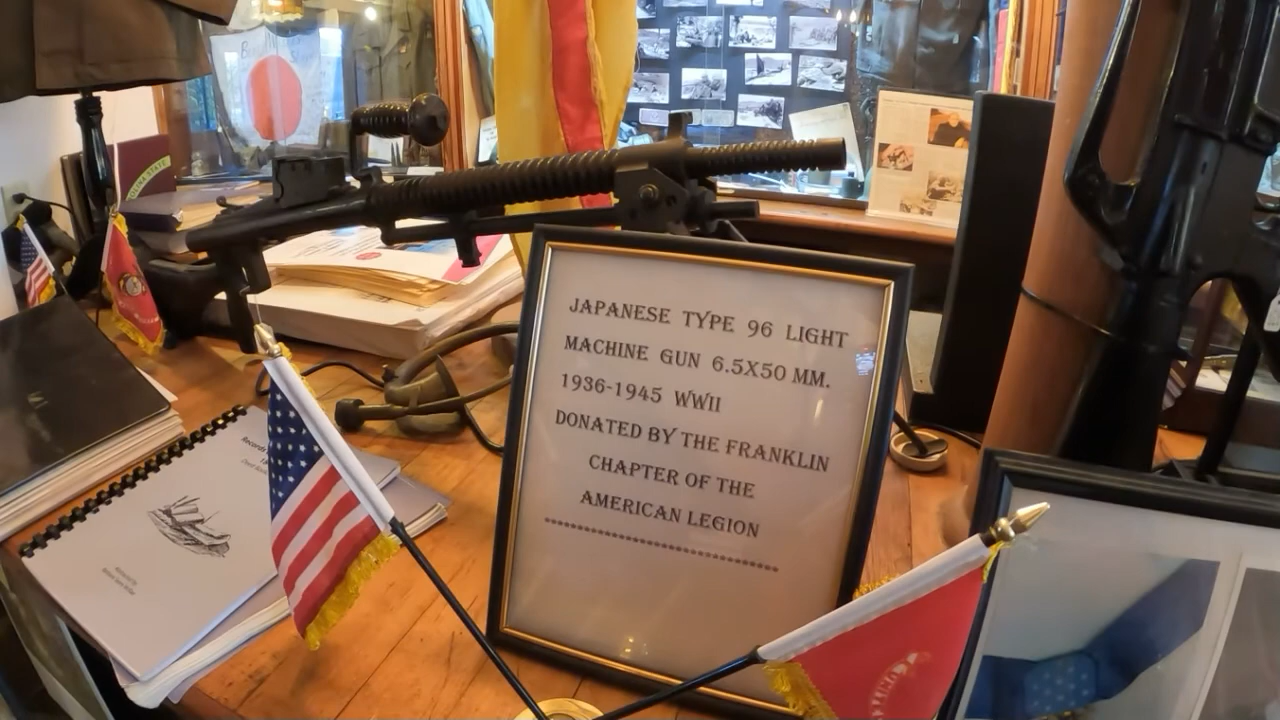 JAPANESE TYPE 96 LIGHT
MACHINE GUN 6.5X50 MM.
1936-1945 WWII
DONATED BY THE FRANKLIN
CHAPTER OF THE
AMERICAN LEGION